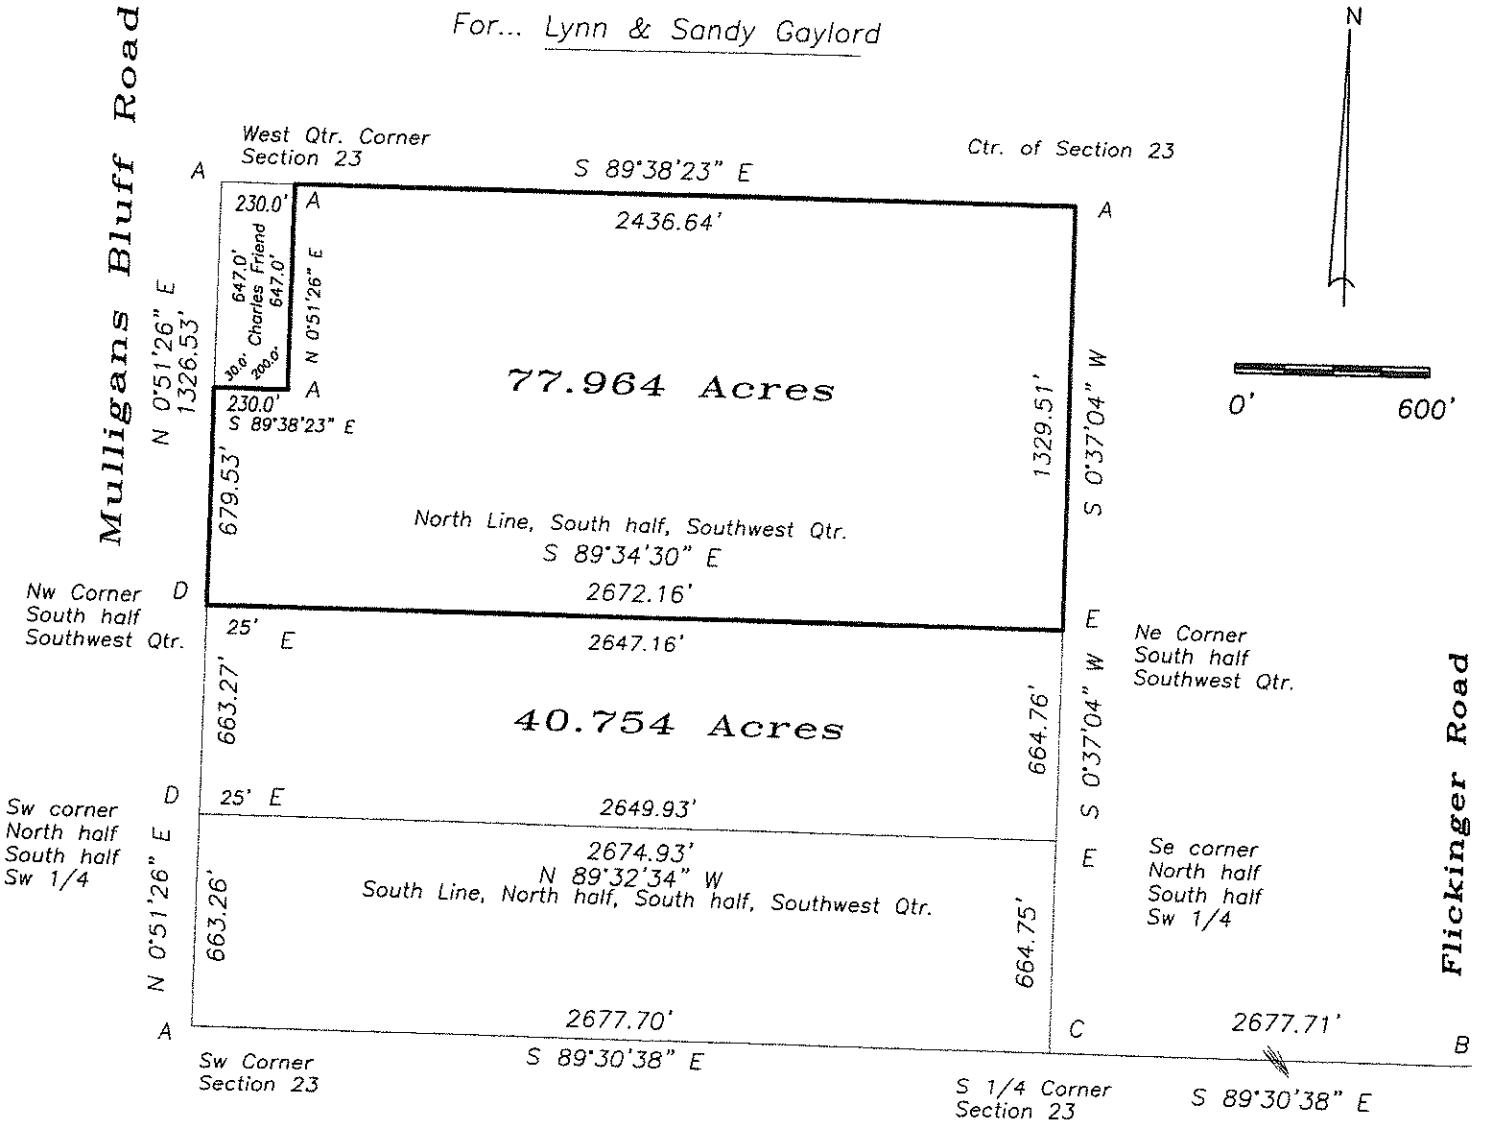 For... Lynn & Sandy Gaylord
N
Mulligans Bluff Road
West Qtr. Corner
Section 23
Ctr. of Section 23
A
S 89°38'23" E
230.0'
A
2436.64'
A
647.0'
Charles Friend
647.0'
N 0°51'26" E
N 0°51'26" E
1326.53'
30.0'
200.0'
77.964 Acres
1329.51'
S 0°37'04" W
0'
600'
A
230.0'
S 89°38'23" E
679.53'
North Line, South half, Southwest Qtr.
S 89°34'30" E
2672.16'
Nw Corner
South half
Southwest Qtr.
D
25'
E
2647.16'
E
Ne Corner
South half
Southwest Qtr.
663.27'
40.754 Acres
664.76'
S 0°37'04" W
Flickinger Road
Sw corner
North half
South half
Sw 1/4
D
25'
E
2649.93'
2674.93'
N 89°32'34" W
South Line, North half, South half, Southwest Qtr.
E
Se corner
North half
South half
Sw 1/4
N 0°51'26" E
663.26'
664.75'
A
2677.70'
C
2677.71'
B
Sw Corner
Section 23
S 89°30'38" E
S 1/4 Corner
Section 23
S 89°30'38" E